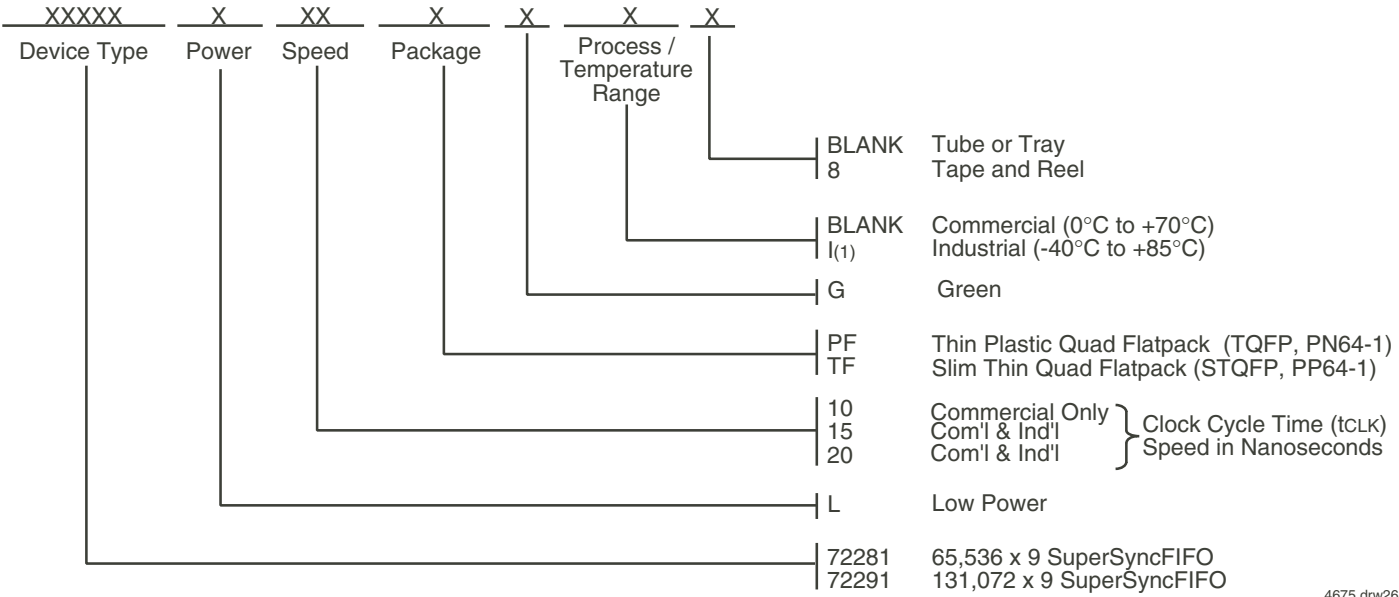 XXXXX X XX X X X X
Device Type Power Speed Package Process /
Temperature
Range
BLANK Tube or Tray
8 Tape and Reel
BLANK Commercial (0°C to +70°C)
I(1) Industrial (-40°C to +85°C)
G Green
PF Thin Plastic Quad Flatpack (TQFP, PN64-1)
TF Slim Thin Quad Flatpack (STQFP, PP64-1)
10 Commercial Only
15 Com'l & Ind'l
20 Com'l & Ind'l
Clock Cycle Time (tCLK)
Speed in Nanoseconds
L Low Power
72281 65,536 x 9 SuperSyncFIFO
72291 131,072 x 9 SuperSyncFIFO
4675 drw26